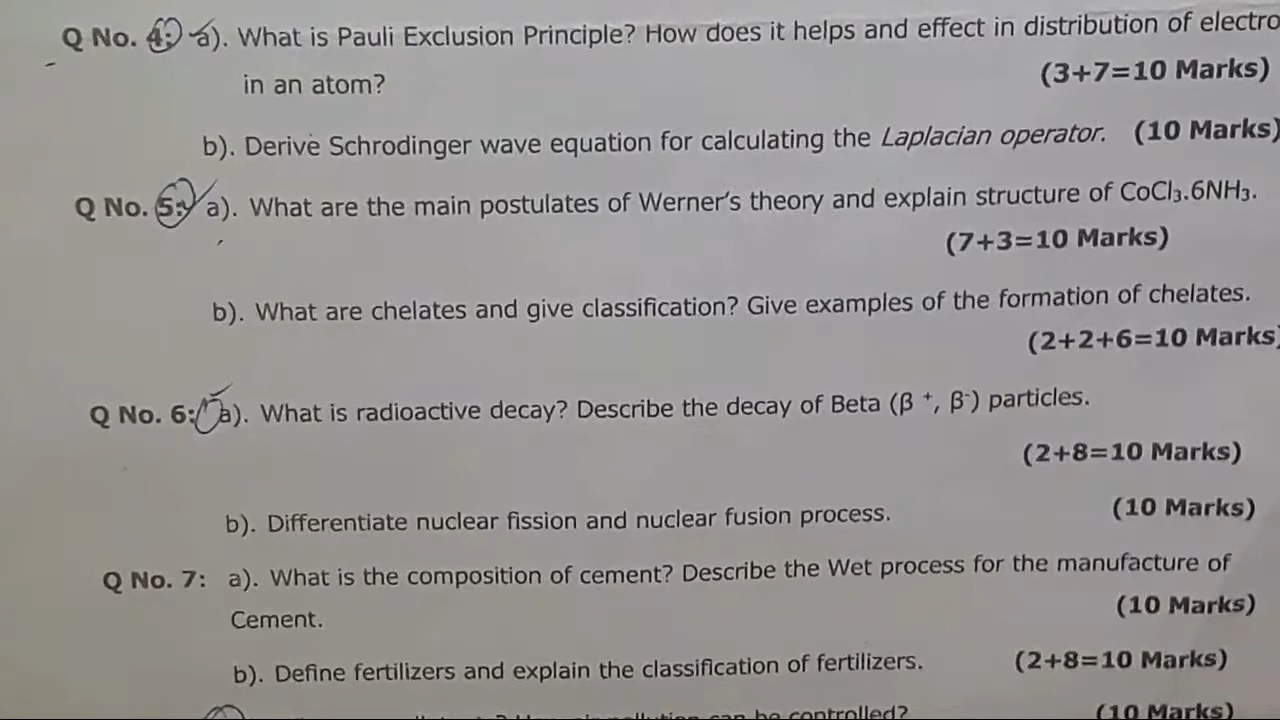 Q No. 4: a). What is Pauli Exclusion Principle? How does it helps and effect in distribution of electro
in an atom? (3+7=10 Marks)
b). Derive Schrodinger wave equation for calculating the Laplacian operator. (10 Marks)
Q No. 5: a). What are the main postulates of Werner's theory and explain structure of CoCl₃.6NH₃.
(7+3=10 Marks)
b). What are chelates and give classification? Give examples of the formation of chelates.
(2+2+6=10 Marks)
Q No. 6: a). What is radioactive decay? Describe the decay of Beta (β ⁺, β⁻) particles.
(2+8=10 Marks)
b). Differentiate nuclear fission and nuclear fusion process. (10 Marks)
Q No. 7: a). What is the composition of cement? Describe the Wet process for the manufacture of
Cement. (10 Marks)
b). Define fertilizers and explain the classification of fertilizers. (2+8=10 Marks)
can be controlled? (10 Marks)